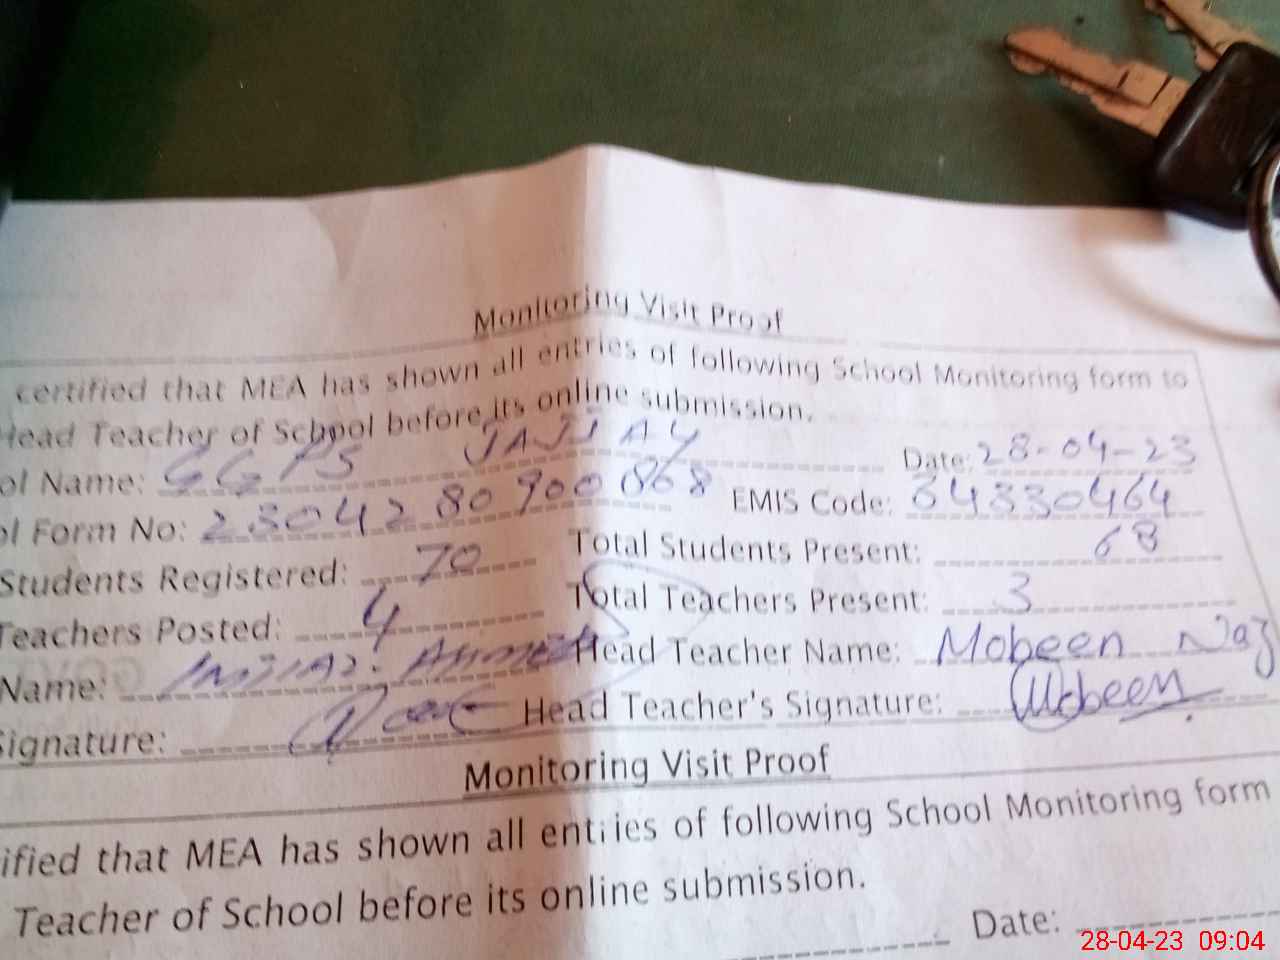 Monitoring Visit Proof
certified that MEA has shown all entries of following School Monitoring form to
Head Teacher of School before its online submission.
ol Name: GGPS JAJJAY Date: 28-04-23
ol Form No: 2304280900868 EMIS Code: 34330464
Students Registered: 70 Total Students Present: 68
Teachers Posted: 4 Total Teachers Present: 3
Name: Ahmed Head Teacher Name: Mobeen Naz
Signature: Head Teacher's Signature: Mobeen
Monitoring Visit Proof
ified that MEA has shown all entries of following School Monitoring form
Teacher of School before its online submission.
Date:
28-04-23 09:04